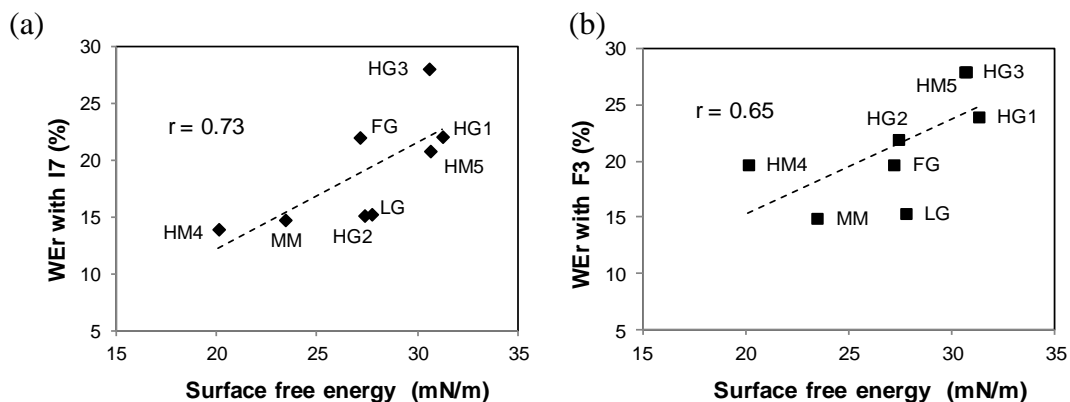 (a)
WEr with I7 (%)
30
25
20
15
10
5
r = 0.73
HG3
FG
HG1
HM5
LG
HG2
MM
HM4
15 20 25 30 35
Surface free energy (mN/m)
(b)
WEr with F3 (%)
30
25
20
15
10
5
r = 0.65
HG3
HM5
HG1
HG2
HM4
FG
MM
LG
15 20 25 30 35
Surface free energy (mN/m)